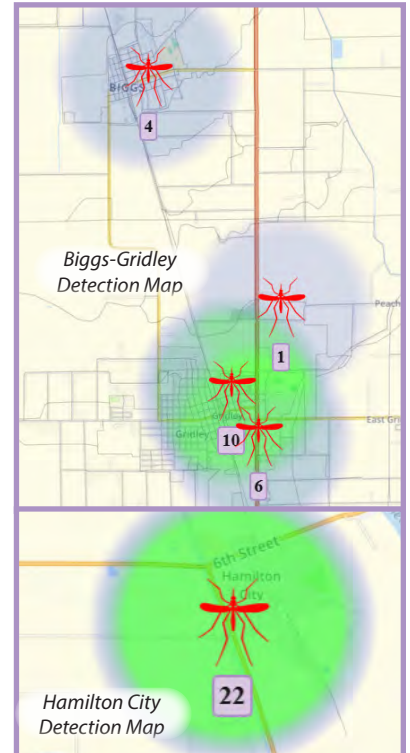 BIGGS
4
Biggs-Gridley
Detection Map
Peach
1
Gridley
Gridley
10
East Gri
6
6th Street
Hamilton
City
22
Hamilton City
Detection Map